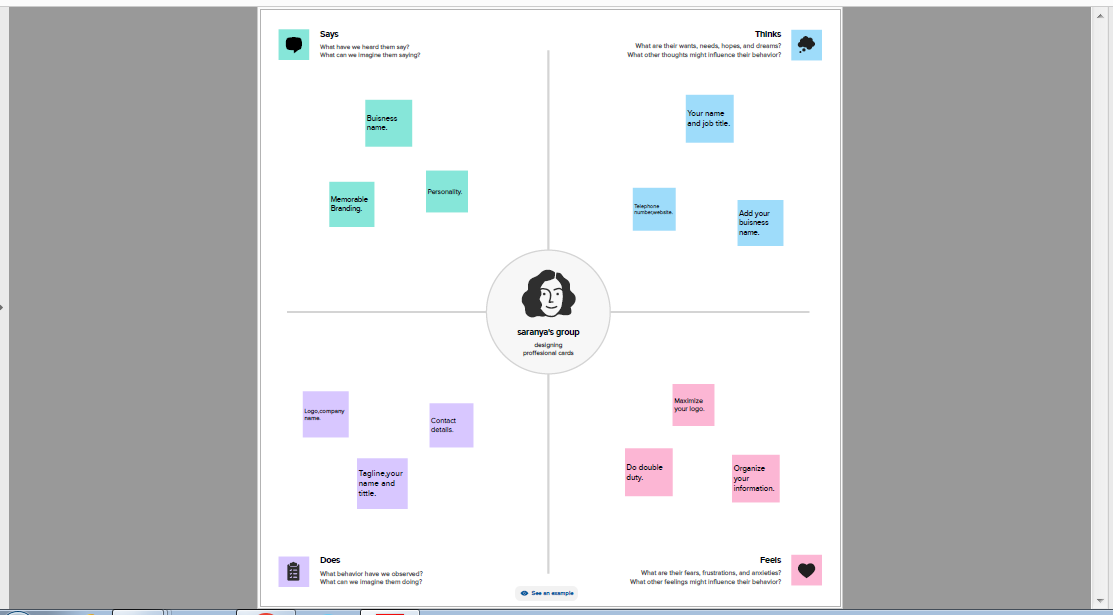 Says
What have we heard them say?
What can we imagine them saying?
Thinks
What are their wants, needs, hopes, and dreams?
What other thoughts might influence their behavior?
Buisness
name.
Memorable
Branding.
Personality.
Your name
and job title.
Telephone
number,website.
Add your
buisness
name.
saranya's group
designing
proffesional cards
Logo,company
name.
Contact
details.
Tagline,your
name and
tittle.
Maximize
your logo.
Do double
duty.
Organize
your
information.
Does
What behavior have we observed?
What can we imagine them doing?
Feels
What are their fears, frustrations, and anxieties?
What other feelings might influence their behavior?
See an example